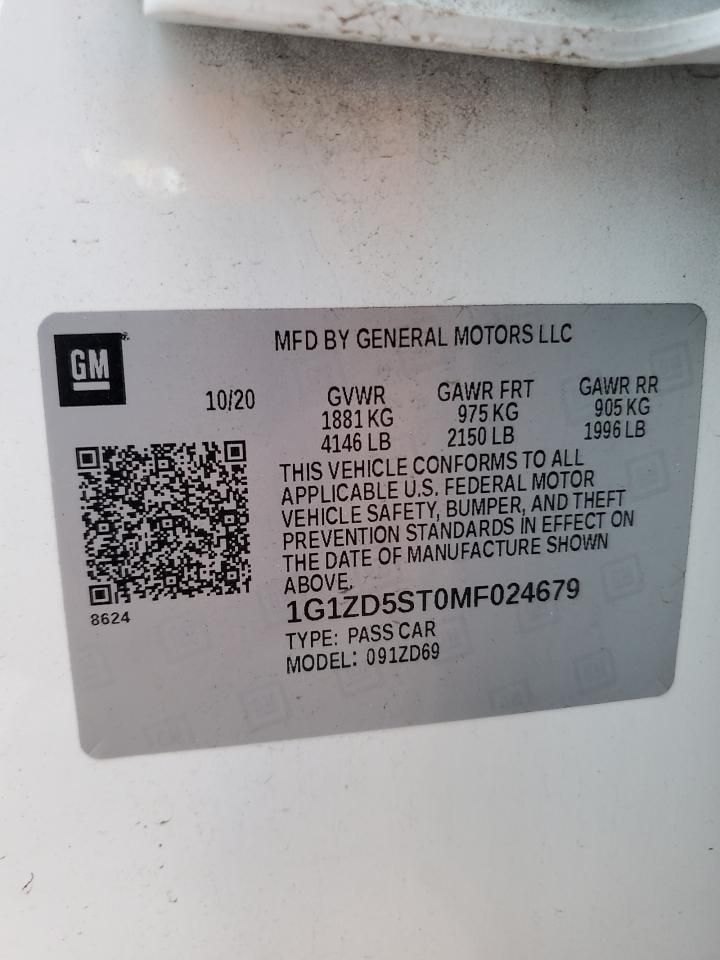 GM
MFD BY GENERAL MOTORS LLC
10/20
GVWR
1881 KG
4146 LB
GAWR FRT
975 KG
2150 LB
GAWR RR
905 KG
1996 LB
THIS VEHICLE CONFORMS TO ALL
APPLICABLE U.S. FEDERAL MOTOR
VEHICLE SAFETY, BUMPER, AND THEFT
PREVENTION STANDARDS IN EFFECT ON
THE DATE OF MANUFACTURE SHOWN
ABOVE.
8624
1G1ZD5ST0MF024679
TYPE: PASS CAR
MODEL: 091ZD69